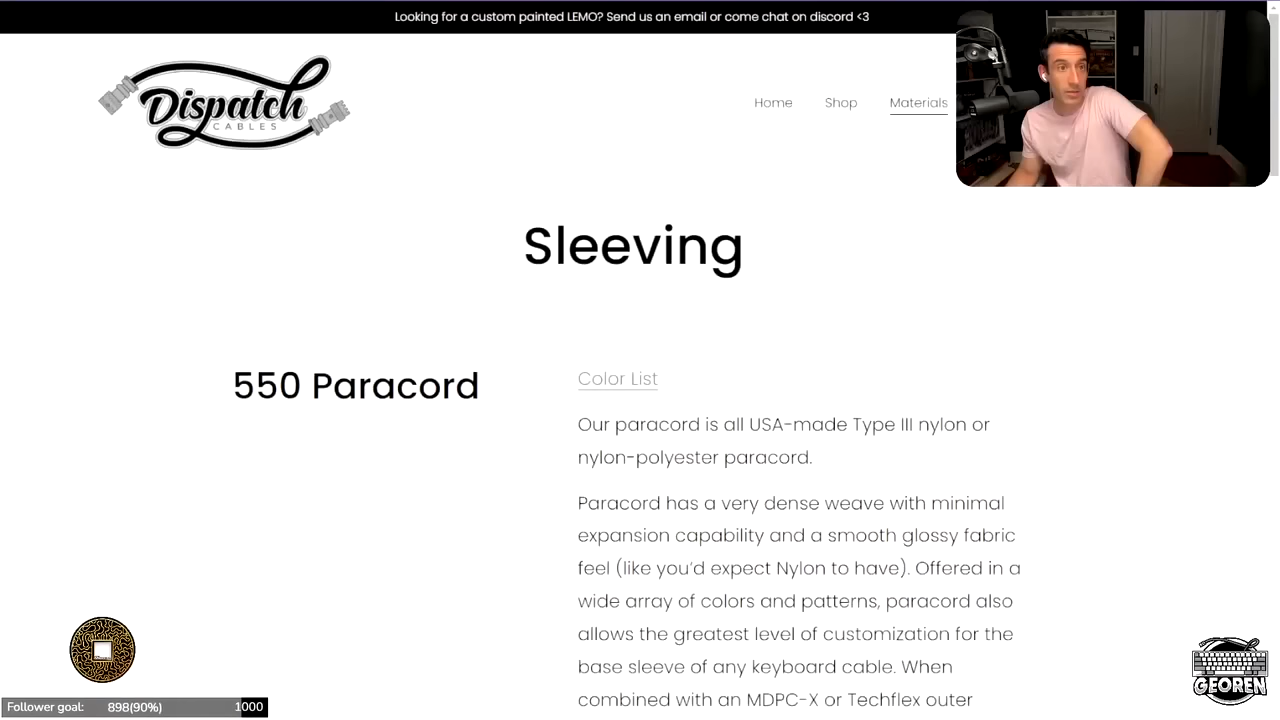 Looking for a custom painted LEMO? Send us an email or come chat on discord <3
Dispatch
CABLES
Home
Shop
Materials
Sleeving
550 Paracord
Color List
Our paracord is all USA-made Type III nylon or
nylon-polyester paracord.
Paracord has a very dense weave with minimal
expansion capability and a smooth glossy fabric
feel (like you'd expect Nylon to have). Offered in a
wide array of colors and patterns, paracord also
allows the greatest level of customization for the
base sleeve of any keyboard cable. When
combined with an MDPC-X or Techflex outer
GEOREN
Follower goal: 898(90%) 1000